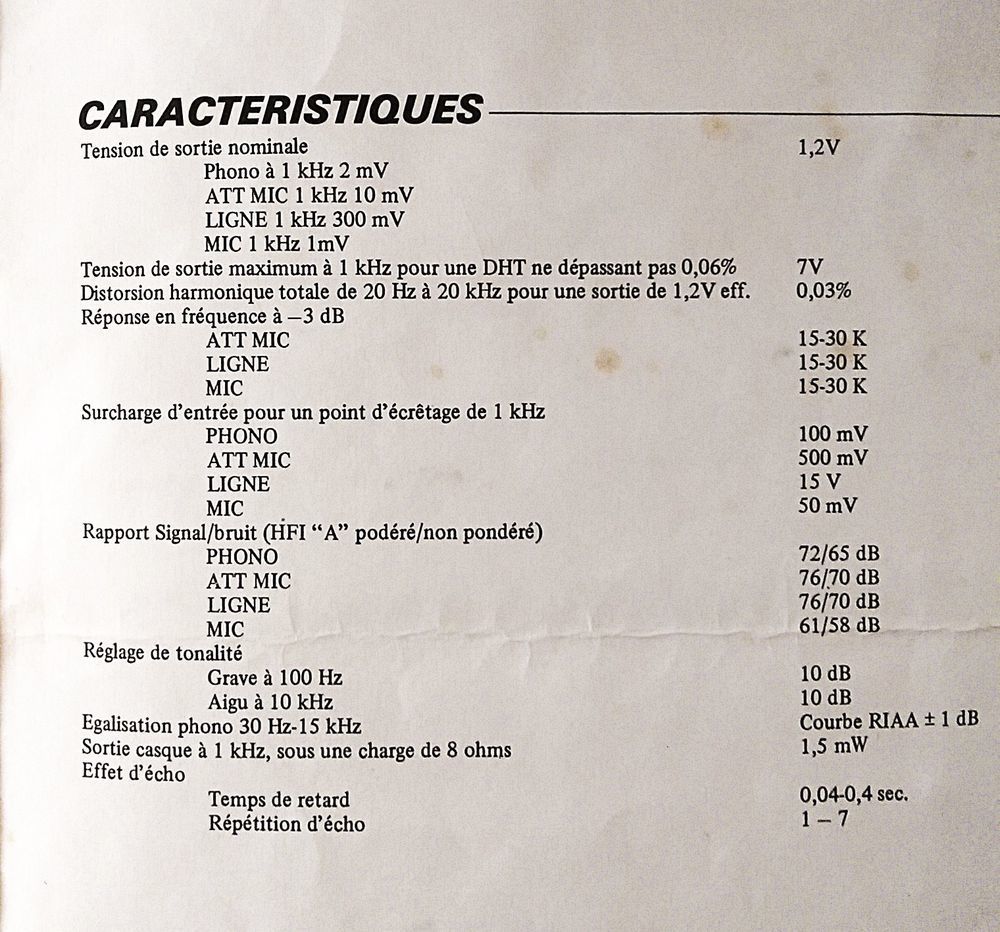 CARACTERISTIQUES
Tension de sortie nominale 1,2V
Phono à 1 kHz 2 mV
ATT MIC 1 kHz 10 mV
LIGNE 1 kHz 300 mV
MIC 1 kHz 1mV
Tension de sortie maximum à 1 kHz pour une DHT ne dépassant pas 0,06% 7V
Distorsion harmonique totale de 20 Hz à 20 kHz pour une sortie de 1,2V eff. 0,03%
Réponse en fréquence à –3 dB
ATT MIC 15-30 K
LIGNE 15-30 K
MIC 15-30 K
Surcharge d'entrée pour un point d'écrêtage de 1 kHz
PHONO 100 mV
ATT MIC 500 mV
LIGNE 15 V
MIC 50 mV
Rapport Signal/bruit (HFI “A” podéré/non pondéré)
PHONO 72/65 dB
ATT MIC 76/70 dB
LIGNE 76/70 dB
MIC 61/58 dB
Réglage de tonalité
Grave à 100 Hz 10 dB
Aigu à 10 kHz 10 dB
Egalisation phono 30 Hz-15 kHz Courbe RIAA ± 1 dB
Sortie casque à 1 kHz, sous une charge de 8 ohms 1,5 mW
Effet d'écho
Temps de retard 0,04-0,4 sec.
Répétition d'écho 1 – 7